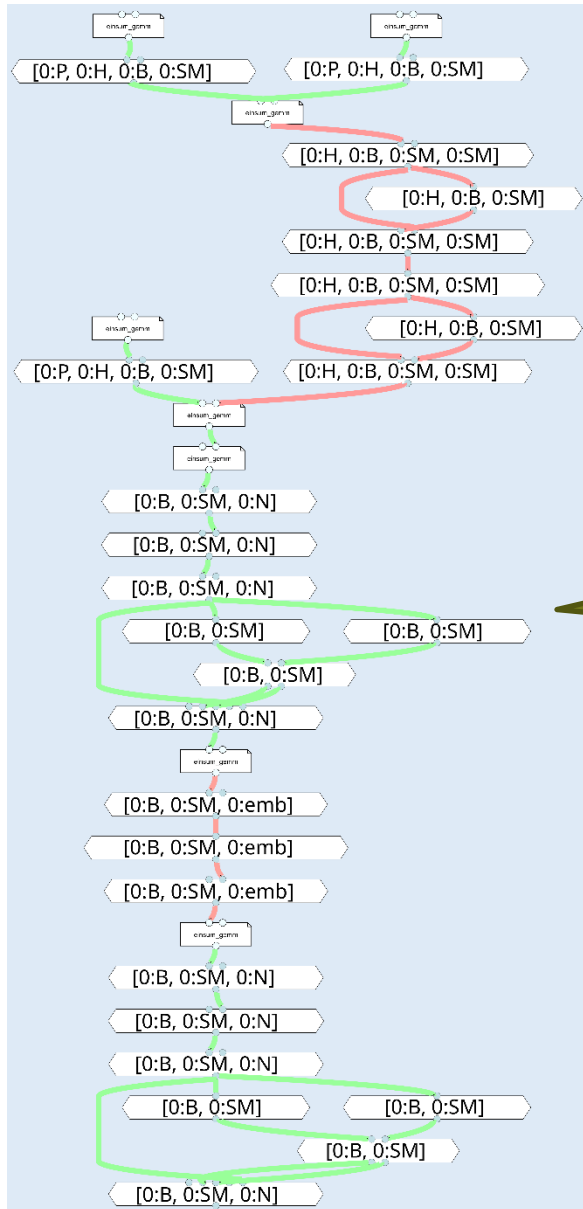 einsum_gemm einsum_gemm
[0:P, 0:H, 0:B, 0:SM] [0:P, 0:H, 0:B, 0:SM]
einsum_gemm
[0:H, 0:B, 0:SM, 0:SM]
[0:H, 0:B, 0:SM]
[0:H, 0:B, 0:SM, 0:SM]
[0:H, 0:B, 0:SM, 0:SM]
einsum_gemm [0:H, 0:B, 0:SM]
[0:P, 0:H, 0:B, 0:SM] [0:H, 0:B, 0:SM, 0:SM]
einsum_gemm
einsum_gemm
[0:B, 0:SM, 0:N]
[0:B, 0:SM, 0:N]
[0:B, 0:SM, 0:N]
[0:B, 0:SM] [0:B, 0:SM]
[0:B, 0:SM]
[0:B, 0:SM, 0:N]
einsum_gemm
[0:B, 0:SM, 0:emb]
[0:B, 0:SM, 0:emb]
[0:B, 0:SM, 0:emb]
einsum_gemm
[0:B, 0:SM, 0:N]
[0:B, 0:SM, 0:N]
[0:B, 0:SM, 0:N]
[0:B, 0:SM] [0:B, 0:SM]
[0:B, 0:SM]
[0:B, 0:SM, 0:N]